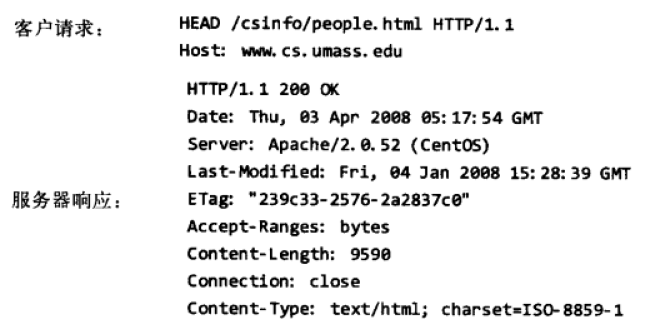 客户请求： HEAD /csinfo/people.html HTTP/1.1
Host: www.cs.umass.edu
HTTP/1.1 200 OK
Date: Thu, 03 Apr 2008 05:17:54 GMT
Server: Apache/2.0.52 (CentOS)
Last-Modified: Fri, 04 Jan 2008 15:28:39 GMT
服务器响应： ETag: "239c33-2576-2a2837c0"
Accept-Ranges: bytes
Content-Length: 9590
Connection: close
Content-Type: text/html; charset=ISO-8859-1